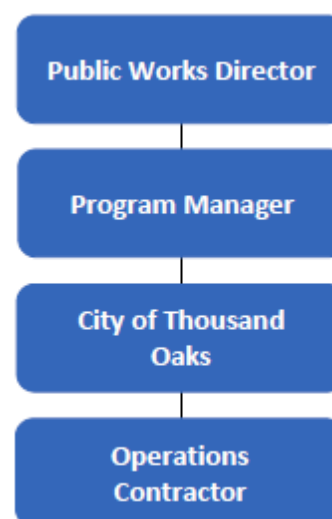 Public Works Director
Program Manager
City of Thousand
Oaks
Operations
Contractor